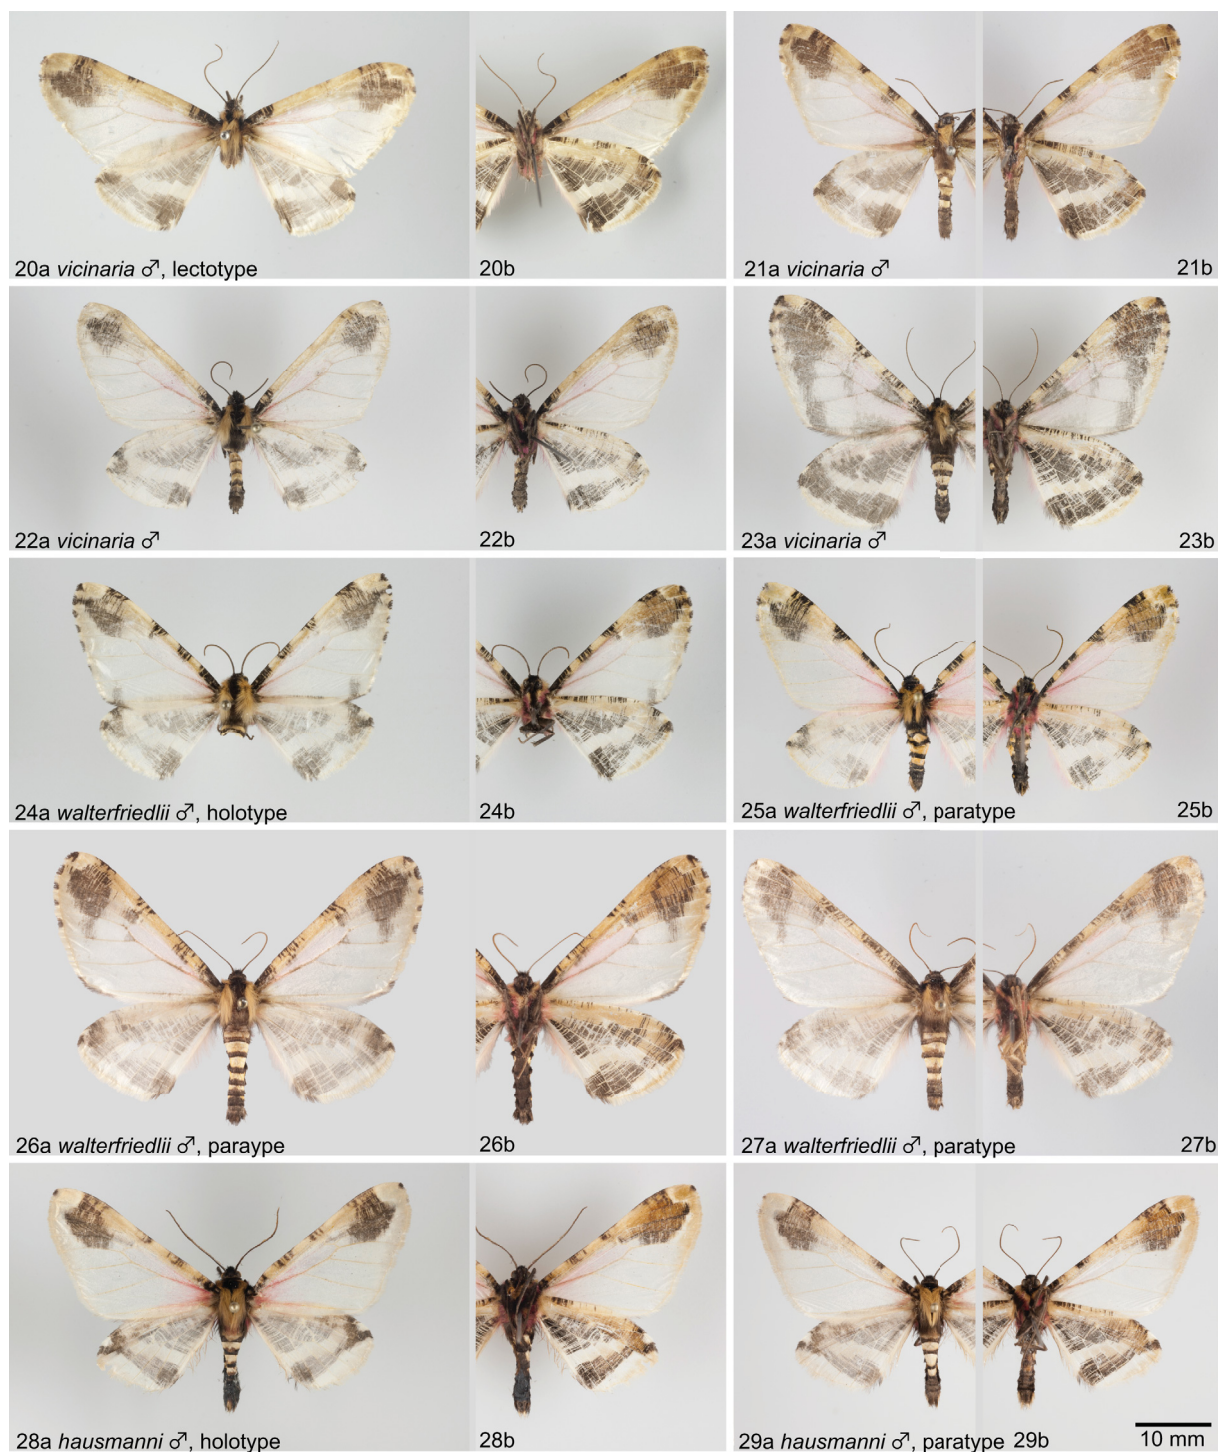 20a vicinaria ♂, lectotype
20b
21a vicinaria ♂
21b
22a vicinaria ♂
22b
23a vicinaria ♂
23b
24a walterfriedlii ♂, holotype
24b
25a walterfriedlii ♂, paratype
25b
26a walterfriedlii ♂, paraype
26b
27a walterfriedlii ♂, paratype
27b
28a hausmanni ♂, holotype
28b
29a hausmanni ♂, paratype
29b
10 mm